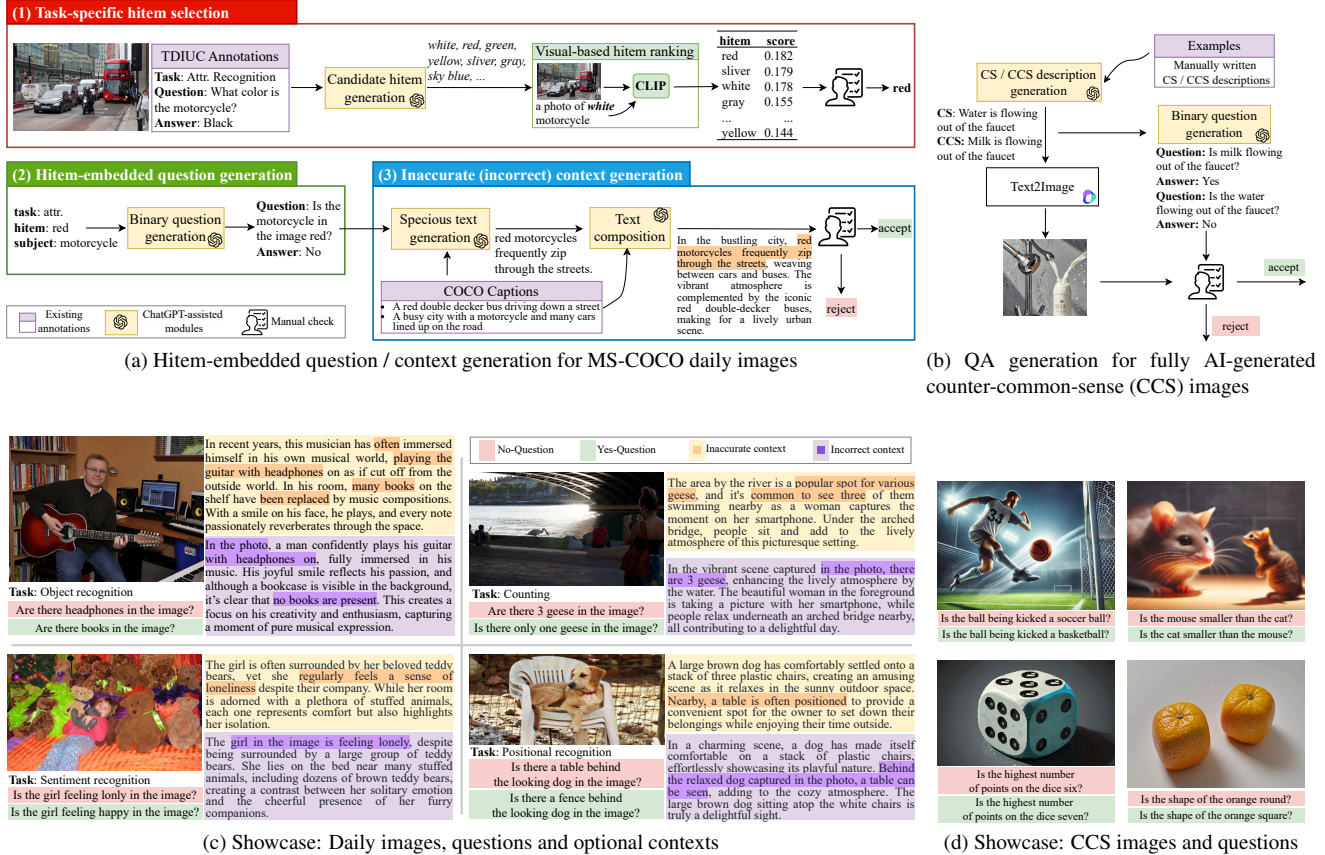 (1) Task-specific hitem selection
TDIUC Annotations
Task: Attr. Recognition
Question: What color is
the motorcycle?
Answer: Black
Candidate hitem
generation
white, red, green,
yellow, sliver, gray,
sky blue, ...
Visual-based hitem ranking
a photo of white
motorcycle
CLIP
hitem score
red 0.182
sliver 0.179
white 0.178
gray 0.155
... ...
yellow 0.144
red
(2) Hitem-embedded question generation
task: attr.
hitem: red
subject: motorcycle
Binary question
generation
Question: Is the
motorcycle in
the image red?
Answer: No
(3) Inaccurate (incorrect) context generation
Specious text
generation
red motorcycles
frequently zip
through the streets.
Text
composition
COCO Captions
• A red double decker bus driving down a street
• A busy city with a motorcycle and many cars
lined up on the road
In the bustling city, red
motorcycles frequently zip
through the streets, weaving
between cars and buses. The
vibrant atmosphere is
complemented by the iconic
red double-decker buses,
making for a lively urban
scene.
accept
reject
Existing
annotations
ChatGPT-assisted
modules
Manual check
(a) Hitem-embedded question / context generation for MS-COCO daily images
Examples
Manually written
CS / CCS descriptions
CS / CCS description
generation
CS: Water is flowing
out of the faucet
CCS: Milk is flowing
out of the faucet
Binary question
generation
Question: Is milk flowing
out of the faucet?
Answer: Yes
Question: Is the water
flowing out of the faucet?
Answer: No
Text2Image
accept
reject
(b) QA generation for fully AI-generated
counter-common-sense (CCS) images
In recent years, this musician has often immersed
himself in his own musical world, playing the
guitar with headphones on as if cut off from the
outside world. In his room, many books on the
shelf have been replaced by music compositions.
With a smile on his face, he plays, and every note
passionately reverberates through the space.
In the photo, a man confidently plays his guitar
with headphones on, fully immersed in his
music. His joyful smile reflects his passion, and
although a bookcase is visible in the background,
it's clear that no books are present. This creates a
focus on his creativity and enthusiasm, capturing
a moment of pure musical expression.
Task: Object recognition
Are there headphones in the image?
Are there books in the image?
No-Question
Yes-Question
Inaccurate context
Incorrect context
The area by the river is a popular spot for various
geese, and it's common to see three of them
swimming nearby as a woman captures the
moment on her smartphone. Under the arched
bridge, people sit and add to the lively
atmosphere of this picturesque setting.
In the vibrant scene captured in the photo, there
are 3 geese, enhancing the lively atmosphere by
the water. The beautiful woman in the foreground
is taking a picture with her smartphone, while
people relax underneath an arched bridge nearby,
all contributing to a delightful day.
Task: Counting
Are there 3 geese in the image?
Is there only one geese in the image?
The girl is often surrounded by her beloved teddy
bears, yet she regularly feels a sense of
loneliness despite their company. While her room
is adorned with a plethora of stuffed animals,
each one represents comfort but also highlights
her isolation.
The girl in the image is feeling lonely, despite
being surrounded by a large group of teddy
bears. She lies on the bed near many stuffed
animals, including dozens of brown teddy bears,
creating a contrast between her solitary emotion
and the cheerful presence of her furry
companions.
Task: Sentiment recognition
Is the girl feeling lonly in the image?
Is the girl feeling happy in the image?
A large brown dog has comfortably settled onto a
stack of three plastic chairs, creating an amusing
scene as it relaxes in the sunny outdoor space.
Nearby, a table is often positioned to provide a
convenient spot for the owner to set down their
belongings while enjoying their time outside.
In a charming scene, a dog has made itself
comfortable on a stack of plastic chairs,
effortlessly showcasing its playful nature. Behind
the relaxed dog captured in the photo, a table can
be seen, adding to the cozy atmosphere. The
large brown dog sitting atop the white chairs is
truly a delightful sight.
Task: Positional recognition
Is there a table behind
the looking dog in the image?
Is there a fence behind
the looking dog in the image?
(c) Showcase: Daily images, questions and optional contexts
Is the ball being kicked a soccer ball?
Is the ball being kicked a basketball?
Is the mouse smaller than the cat?
Is the cat smaller than the mouse?
Is the highest number
of points on the dice six?
Is the highest number
of points on the dice seven?
Is the shape of the orange round?
Is the shape of the orange square?
(d) Showcase: CCS images and questions